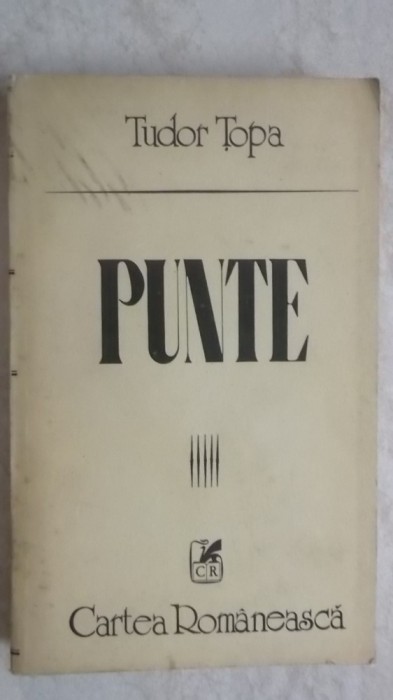 Tudor Țopa
PUNTE
CR
Cartea Românească